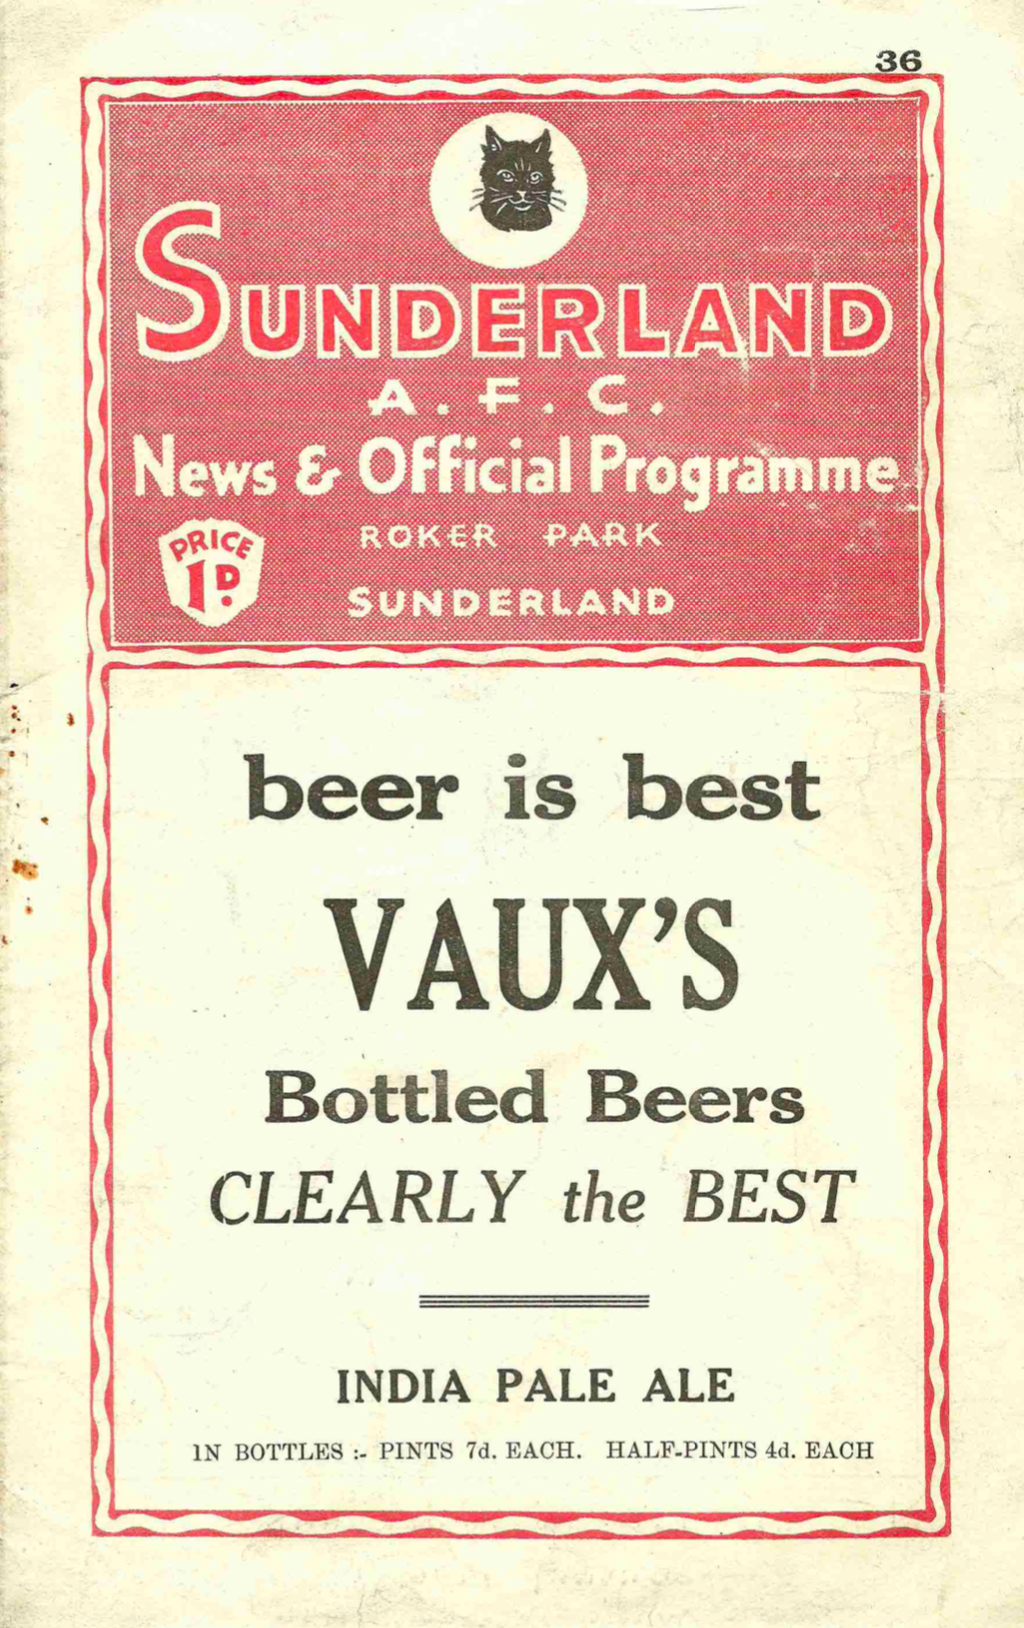 36
SUNDERLAND
A. F. C.
News & Official Programme
PRICE
1D.
ROKER PARK
SUNDERLAND
beer is best
VAUX'S
Bottled Beers
CLEARLY the BEST
INDIA PALE ALE
IN BOTTLES :- PINTS 7d. EACH. HALF-PINTS 4d. EACH